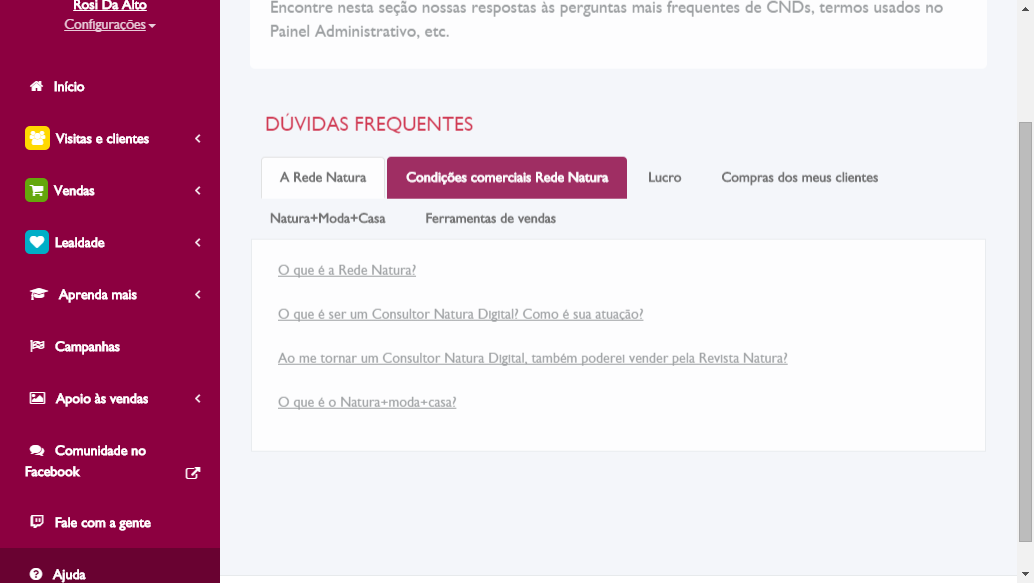 Rosi Da Alto
Configurações
Início
Visitas e clientes
Vendas
Lealdade
Aprenda mais
Campanhas
Apoio às vendas
Comunidade no
Facebook
Fale com a gente
Ajuda
Encontre nesta seção nossas respostas às perguntas mais frequentes de CNDs, termos usados no
Painel Administrativo, etc.
DÚVIDAS FREQUENTES
A Rede Natura
Condições comerciais Rede Natura
Lucro
Compras dos meus clientes
Natura+Moda+Casa
Ferramentas de vendas
O que é a Rede Natura?
O que é ser um Consultor Natura Digital? Como é sua atuação?
Ao me tornar um Consultor Natura Digital, também poderei vender pela Revista Natura?
O que é o Natura+moda+casa?